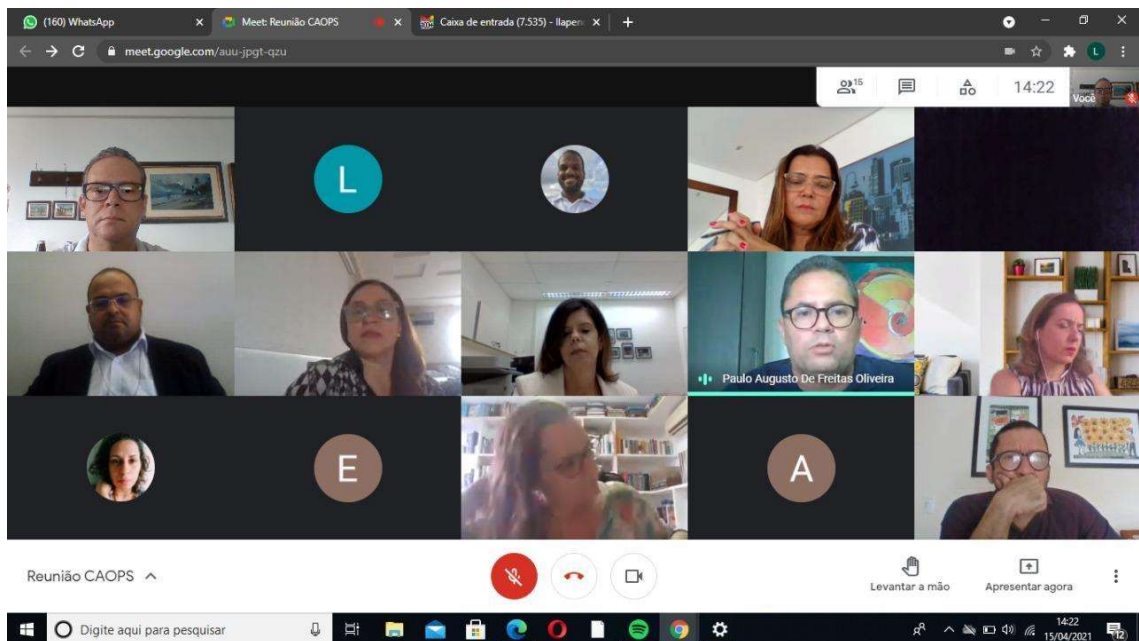 (160) WhatsApp
Meet: Reunião CAOPS
Caixa de entrada (7.535) - llapen
meet.google.com/auu-jpgt-qzu
L
15
14:22
Você
L
Paulo Augusto De Freitas Oliveira
E
A
Reunião CAOPS
Levantar a mão
Apresentar agora
Digite aqui para pesquisar
14:22
15/04/2021
12